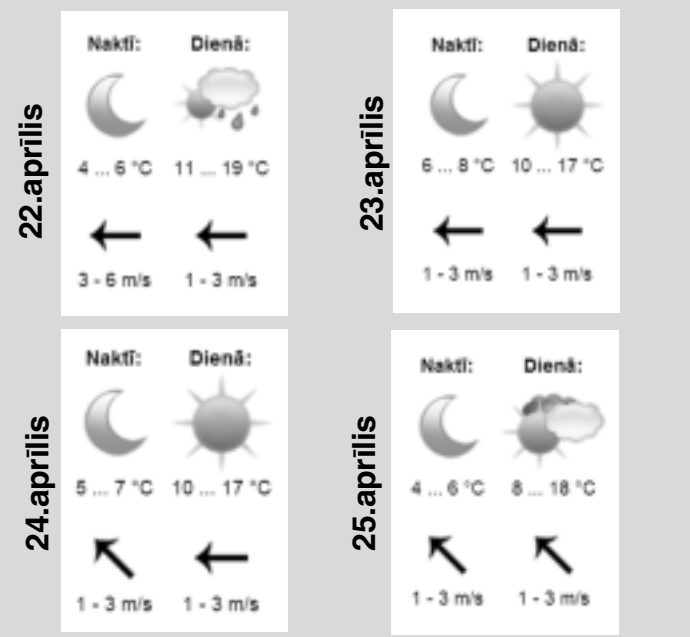 22.aprīlis
Naktī: Dienā:
4 ... 6 °C 11 ... 19 °C
3 - 6 m/s 1 - 3 m/s
23.aprīlis
Naktī: Dienā:
6 ... 8 °C 10 ... 17 °C
1 - 3 m/s 1 - 3 m/s
24.aprīlis
Naktī: Dienā:
5 ... 7 °C 10 ... 17 °C
1 - 3 m/s 1 - 3 m/s
25.aprīlis
Naktī: Dienā:
4 ... 6 °C 8 ... 18 °C
1 - 3 m/s 1 - 3 m/s